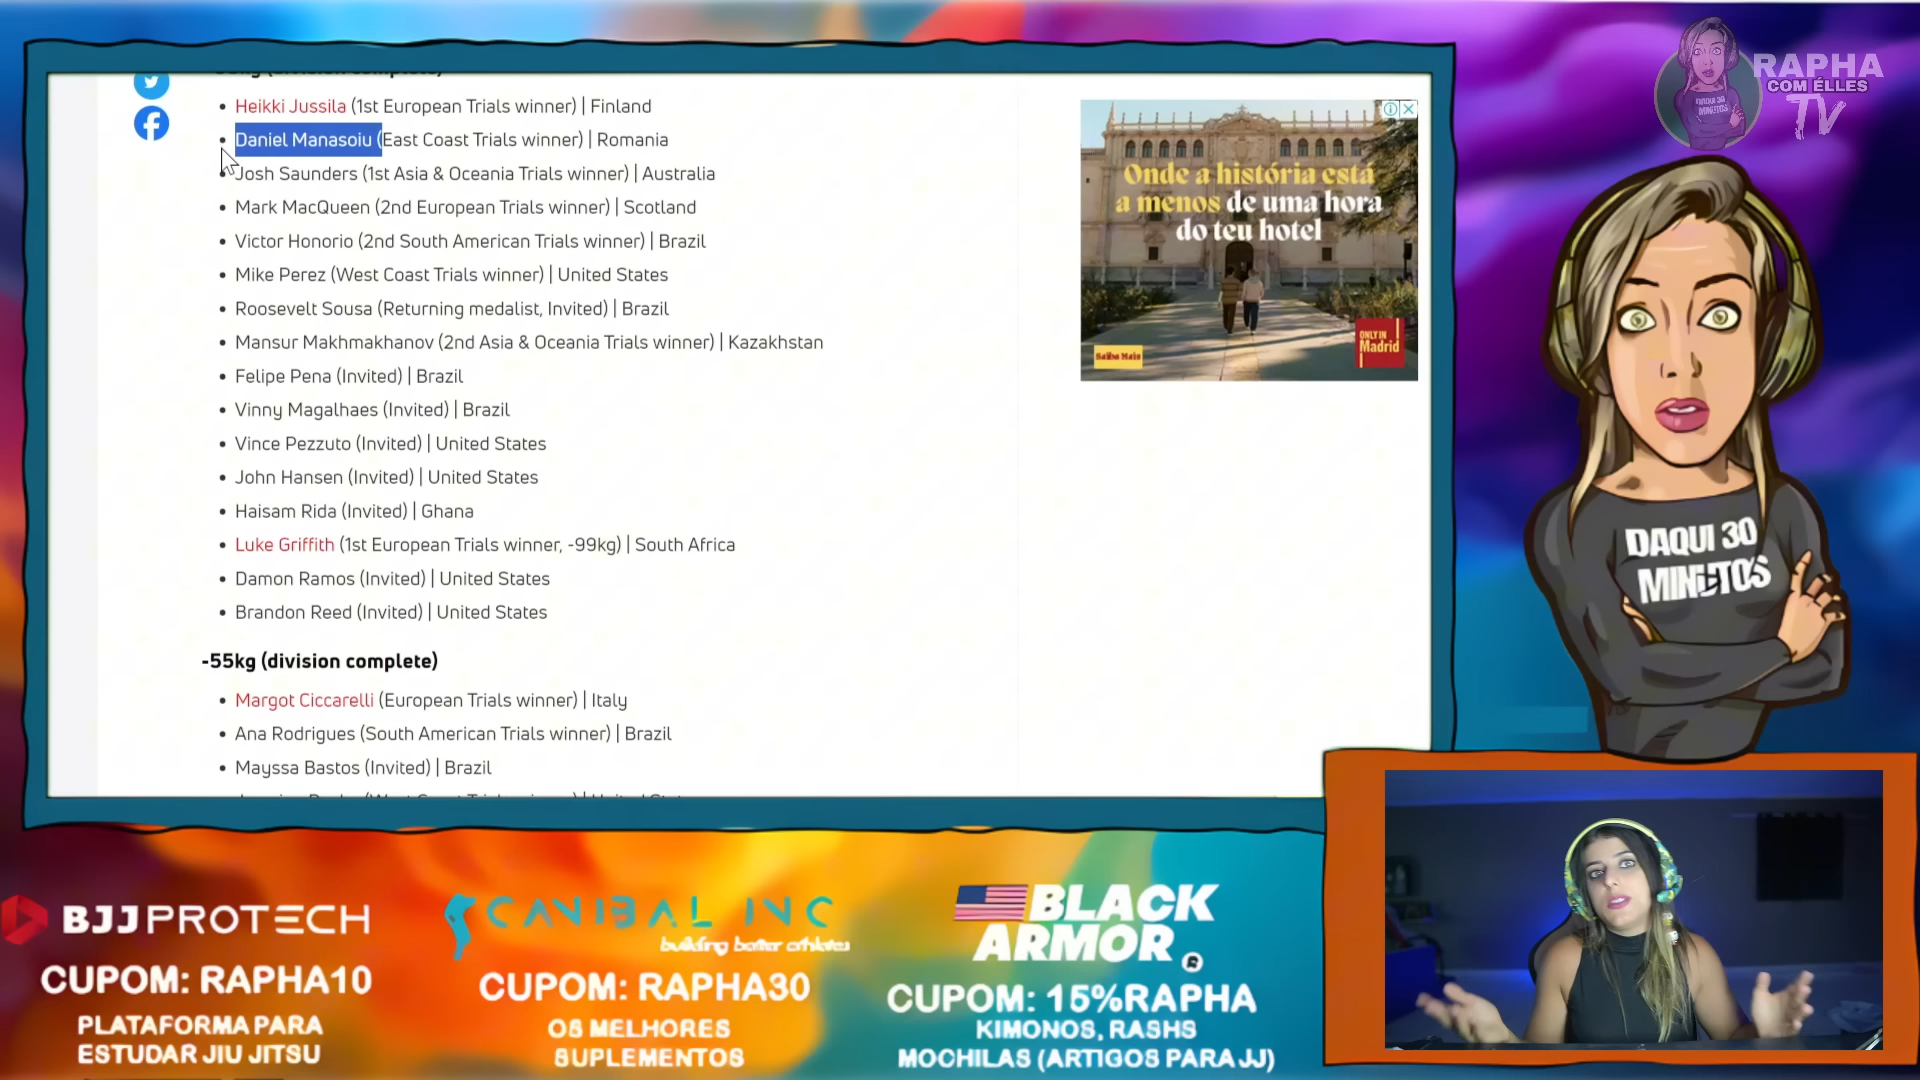 Heikki Jussila (1st European Trials winner) | Finland
Daniel Manasoiu (East Coast Trials winner) | Romania
Josh Saunders (1st Asia & Oceania Trials winner) | Australia
Mark MacQueen (2nd European Trials winner) | Scotland
Victor Honorio (2nd South American Trials winner) | Brazil
Mike Perez (West Coast Trials winner) | United States
Roosevelt Sousa (Returning medalist, Invited) | Brazil
Mansur Makhmakhanov (2nd Asia & Oceania Trials winner) | Kazakhstan
Felipe Pena (Invited) | Brazil
Vinny Magalhaes (Invited) | Brazil
Vince Pezzuto (Invited) | United States
John Hansen (Invited) | United States
Haisam Rida (Invited) | Ghana
Luke Griffith (1st European Trials winner, -99kg) | South Africa
Damon Ramos (Invited) | United States
Brandon Reed (Invited) | United States
-55kg (division complete)
Margot Ciccarelli (European Trials winner) | Italy
Ana Rodrigues (South American Trials winner) | Brazil
Mayssa Bastos (Invited) | Brazil
Onde a história está
a menos de uma hora
do teu hotel
Saiba Mais
ONLY IN
Madrid
RAPHA
COM ÉLLES
TV
DAQUI 30
MINUTOS
DAQUI 30
MINUTOS
BJJPROTECH
CUPOM: RAPHA10
PLATAFORMA PARA
ESTUDAR JIU JITSU
CANIBAL INC
building better athletes
CUPOM: RAPHA30
OS MELHORES
SUPLEMENTOS
BLACK
ARMOR
CUPOM: 15%RAPHA
KIMONOS, RASHS
MOCHILAS (ARTIGOS PARA JJ)